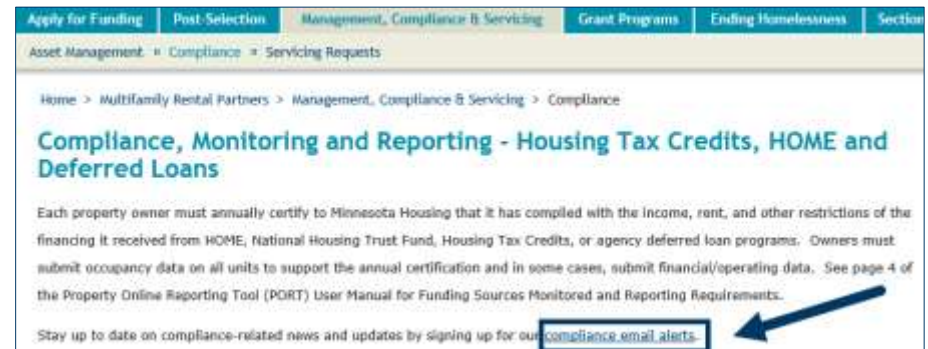 Apply for Funding Post-Selection Management, Compliance & Servicing Grant Programs Ending Homelessness Section
Asset Management Compliance Servicing Requests
Home > Multifamily Rental Partners > Management, Compliance & Servicing > Compliance
Compliance, Monitoring and Reporting - Housing Tax Credits, HOME and
Deferred Loans
Each property owner must annually certify to Minnesota Housing that it has complied with the income, rent, and other restrictions of the
financing it received from HOME, National Housing Trust Fund, Housing Tax Credits, or agency deferred loan programs. Owners must
submit occupancy data on all units to support the annual certification and in some cases, submit financial/operating data. See page 4 of
the Property Online Reporting Tool (PORT) User Manual for Funding Sources Monitored and Reporting Requirements.
Stay up to date on compliance-related news and updates by signing up for our compliance email alerts.